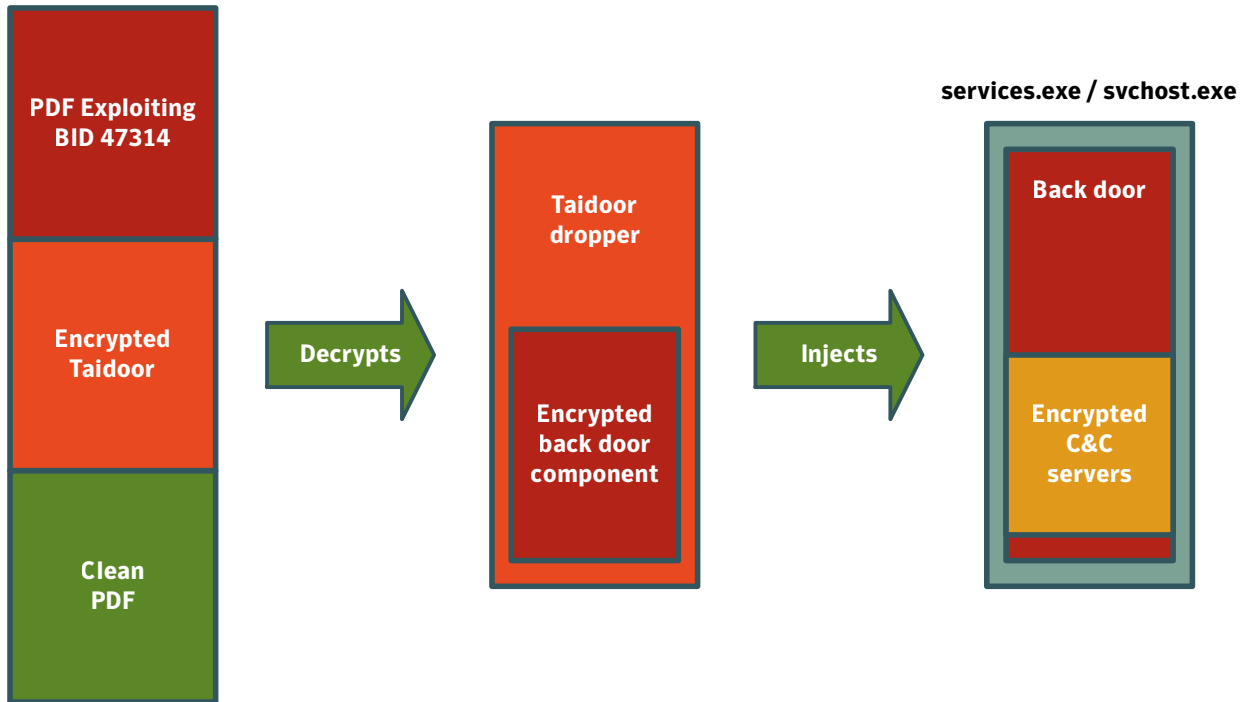 PDF Exploiting
BID 47314
Encrypted
Taidoor
Clean
PDF
Decrypts
Taidoor
dropper
Encrypted
back door
component
Injects
services.exe / svchost.exe
Back door
Encrypted
C&C
servers